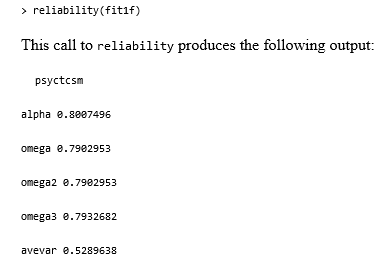 > reliability(fit1f)
This call to reliability produces the following output:
psyctcsm
alpha 0.8007496
omega 0.7902953
omega2 0.7902953
omega3 0.7932682
avevar 0.5289638